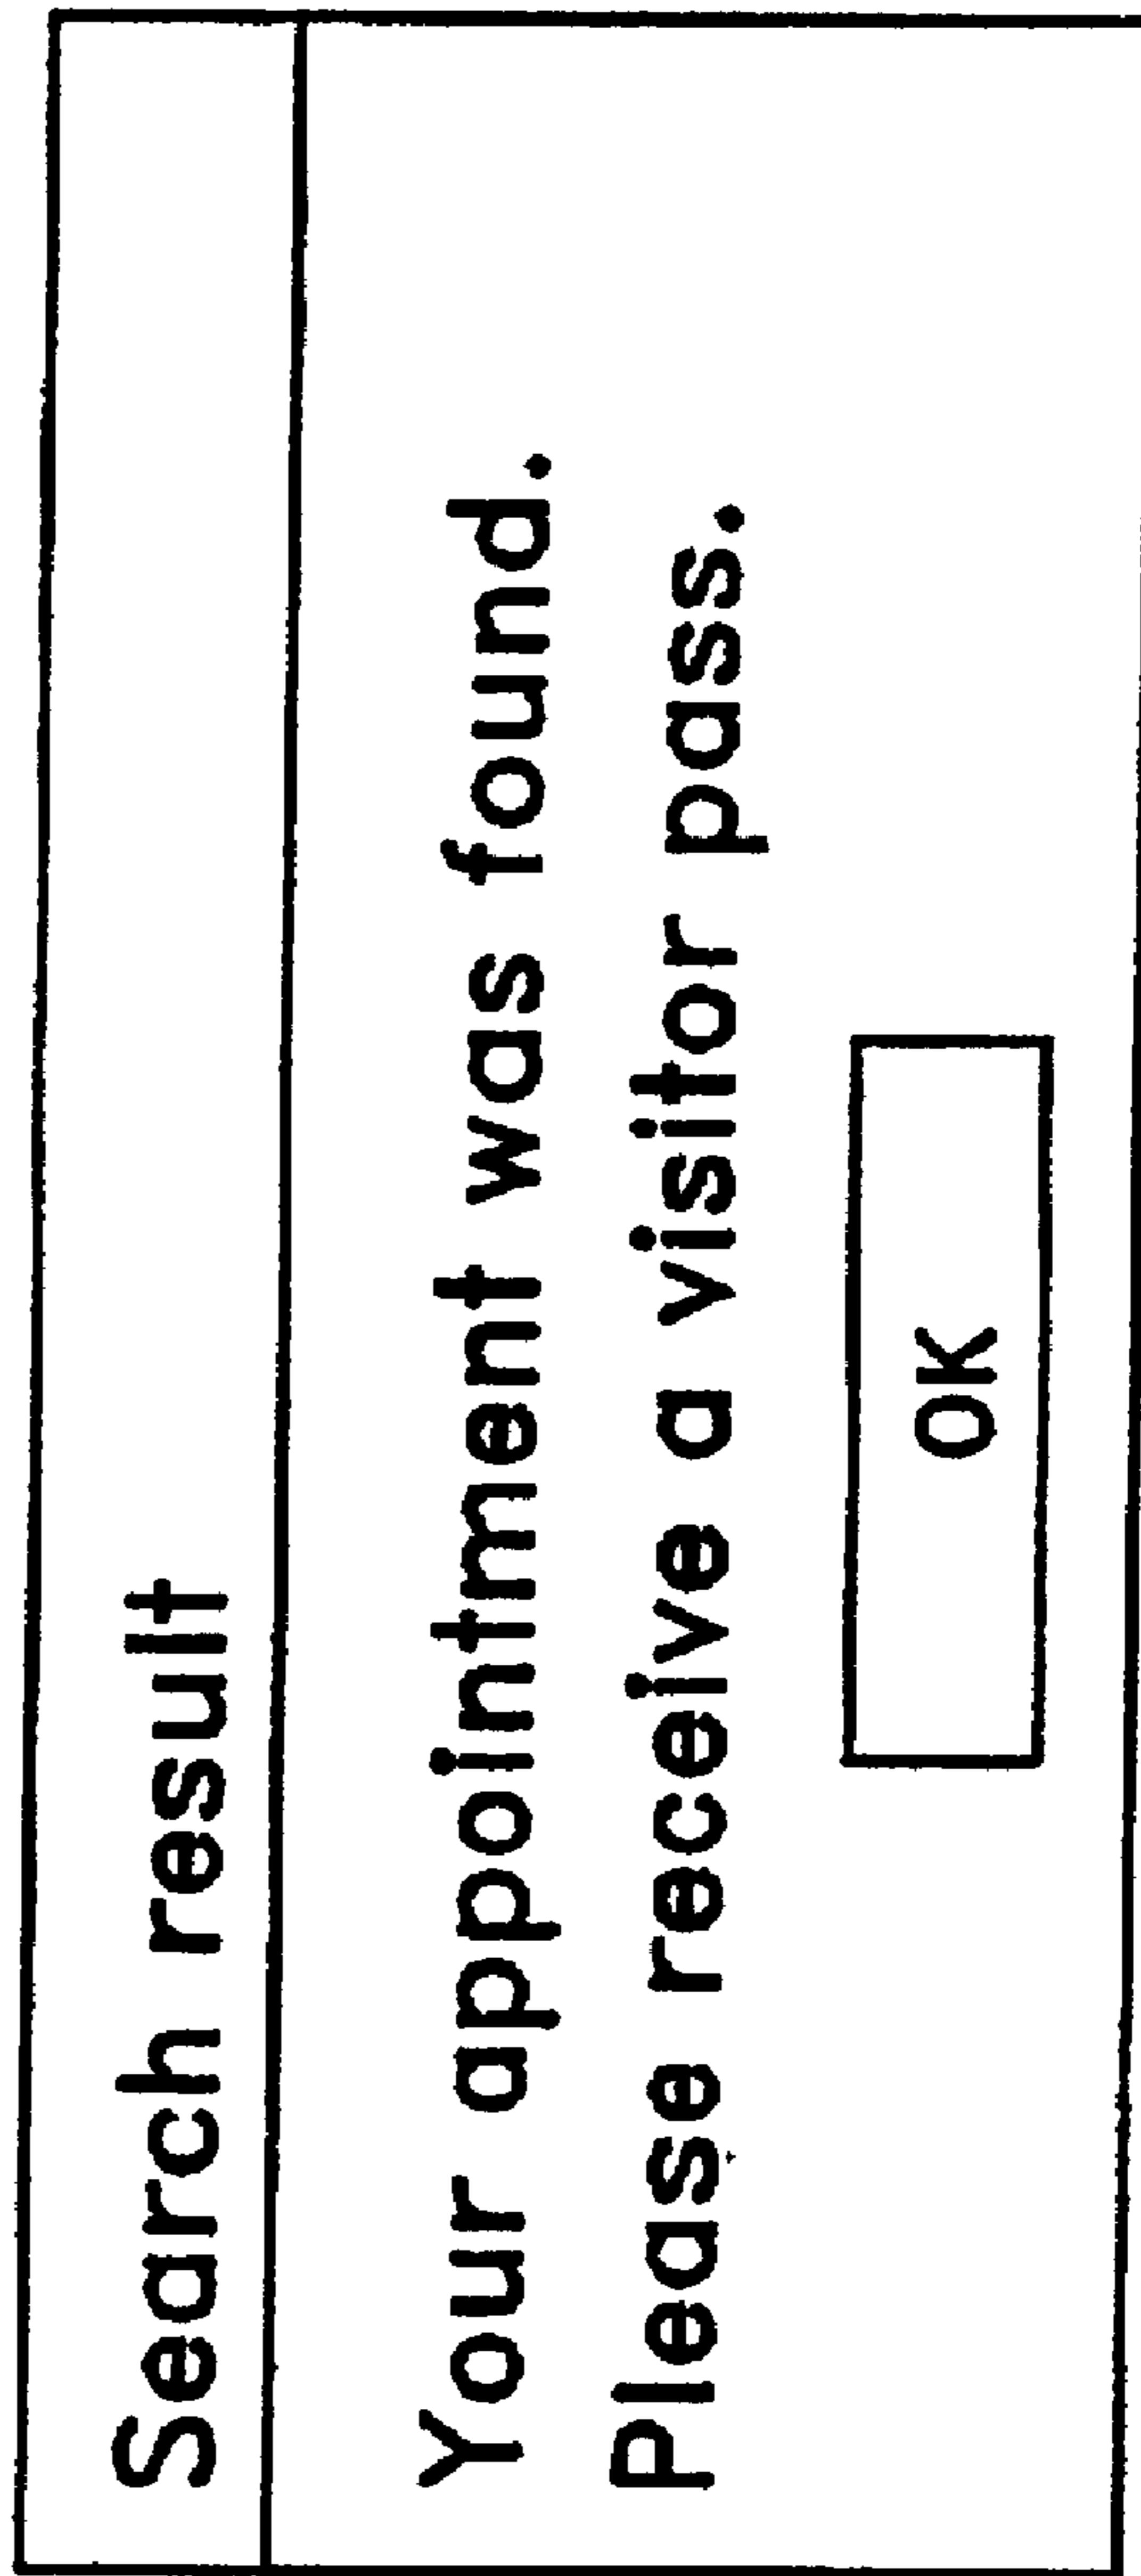 Search result
Your appointment was found.
Please receive a visitor pass.
OK